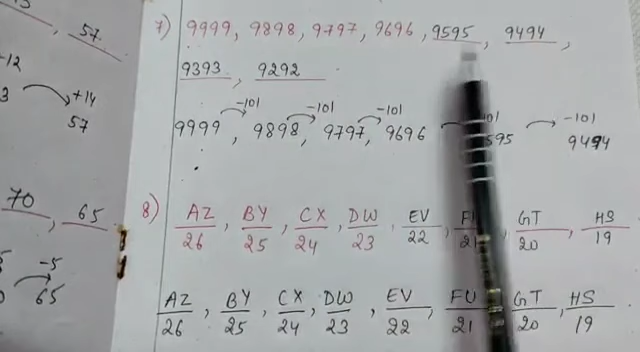 57.
-12
3 +14
57
70, 65
-5
65
7) 9999, 9898, 9797, 9696, 9595, 9494,
9393, 9292
-101 -101 -101 -101
9999, 9898, 9797, 9696 9494
8) AZ, BY, CX, DW, EV, GT, HS
26 25 24 23 22 21 20 19
AZ, BY, CX, DW, EV, FU, GT, HS
26 25 24 23 22 21 20 19